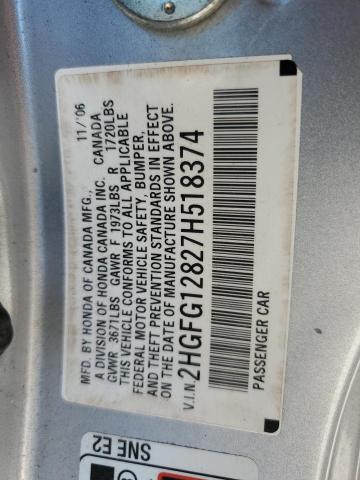 MFD. BY HONDA OF CANADA MFG., 11/'06
A DIVISION OF HONDA CANADA INC. CANADA
GVWR 3671LBS GAWR F 1973LBS R 1720LBS
THIS VEHICLE CONFORMS TO ALL APPLICABLE
FEDERAL MOTOR VEHICLE SAFETY, BUMPER,
AND THEFT PREVENTION STANDARDS IN EFFECT
ON THE DATE OF MANUFACTURE SHOWN ABOVE.
V.I.N. 2HGFG12827H518374
PASSENGER CAR
SNE E2